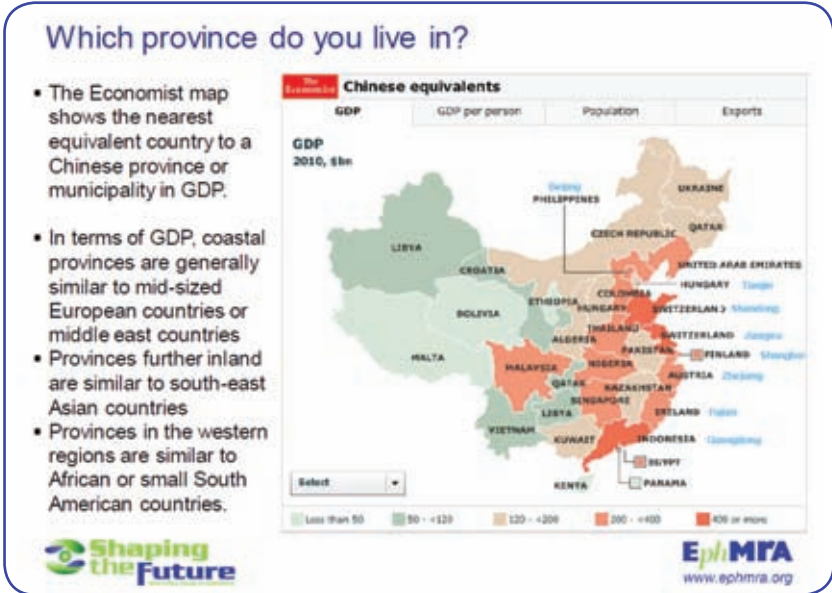 Which province do you live in?
• The Economist map
shows the nearest
equivalent country to a
Chinese province or
municipality in GDP.
• In terms of GDP, coastal
provinces are generally
similar to mid-sized
European countries or
middle east countries
• Provinces further inland
are similar to south-east
Asian countries
• Provinces in the western
regions are similar to
African or small South
American countries.
The
Economist
Chinese equivalents
GDP
GDP per person
Population
Exports
GDP
2010, $bn
Beijing
PHILIPPINES
UKRAINE
QATAR
CZECH REPUBLIC
LIBYA
UNITED ARAB EMIRATES
CROATIA
HUNGARY Tianjin
COLOMBIA
ETHIOPIA
HUNGARY
SWITZERLAND Shandong
BOLIVIA
THAILAND
SWITZERLAND Jiangsu
ALGERIA
PAKISTAN
FINLAND Shanghai
MALTA
MALAYSIA
NIGERIA
AUSTRIA Zhejiang
QATAR
KAZAKHSTAN
SINGAPORE
LIBYA
IRELAND Fujian
VIETNAM
KUWAIT
INDONESIA Guangdong
EGYPT
KENYA
PANAMA
Select
Less than 50
50 - <120
120 - <200
200 - <400
400 or more
Shaping
the Future
EphMRA
www.ephmra.org